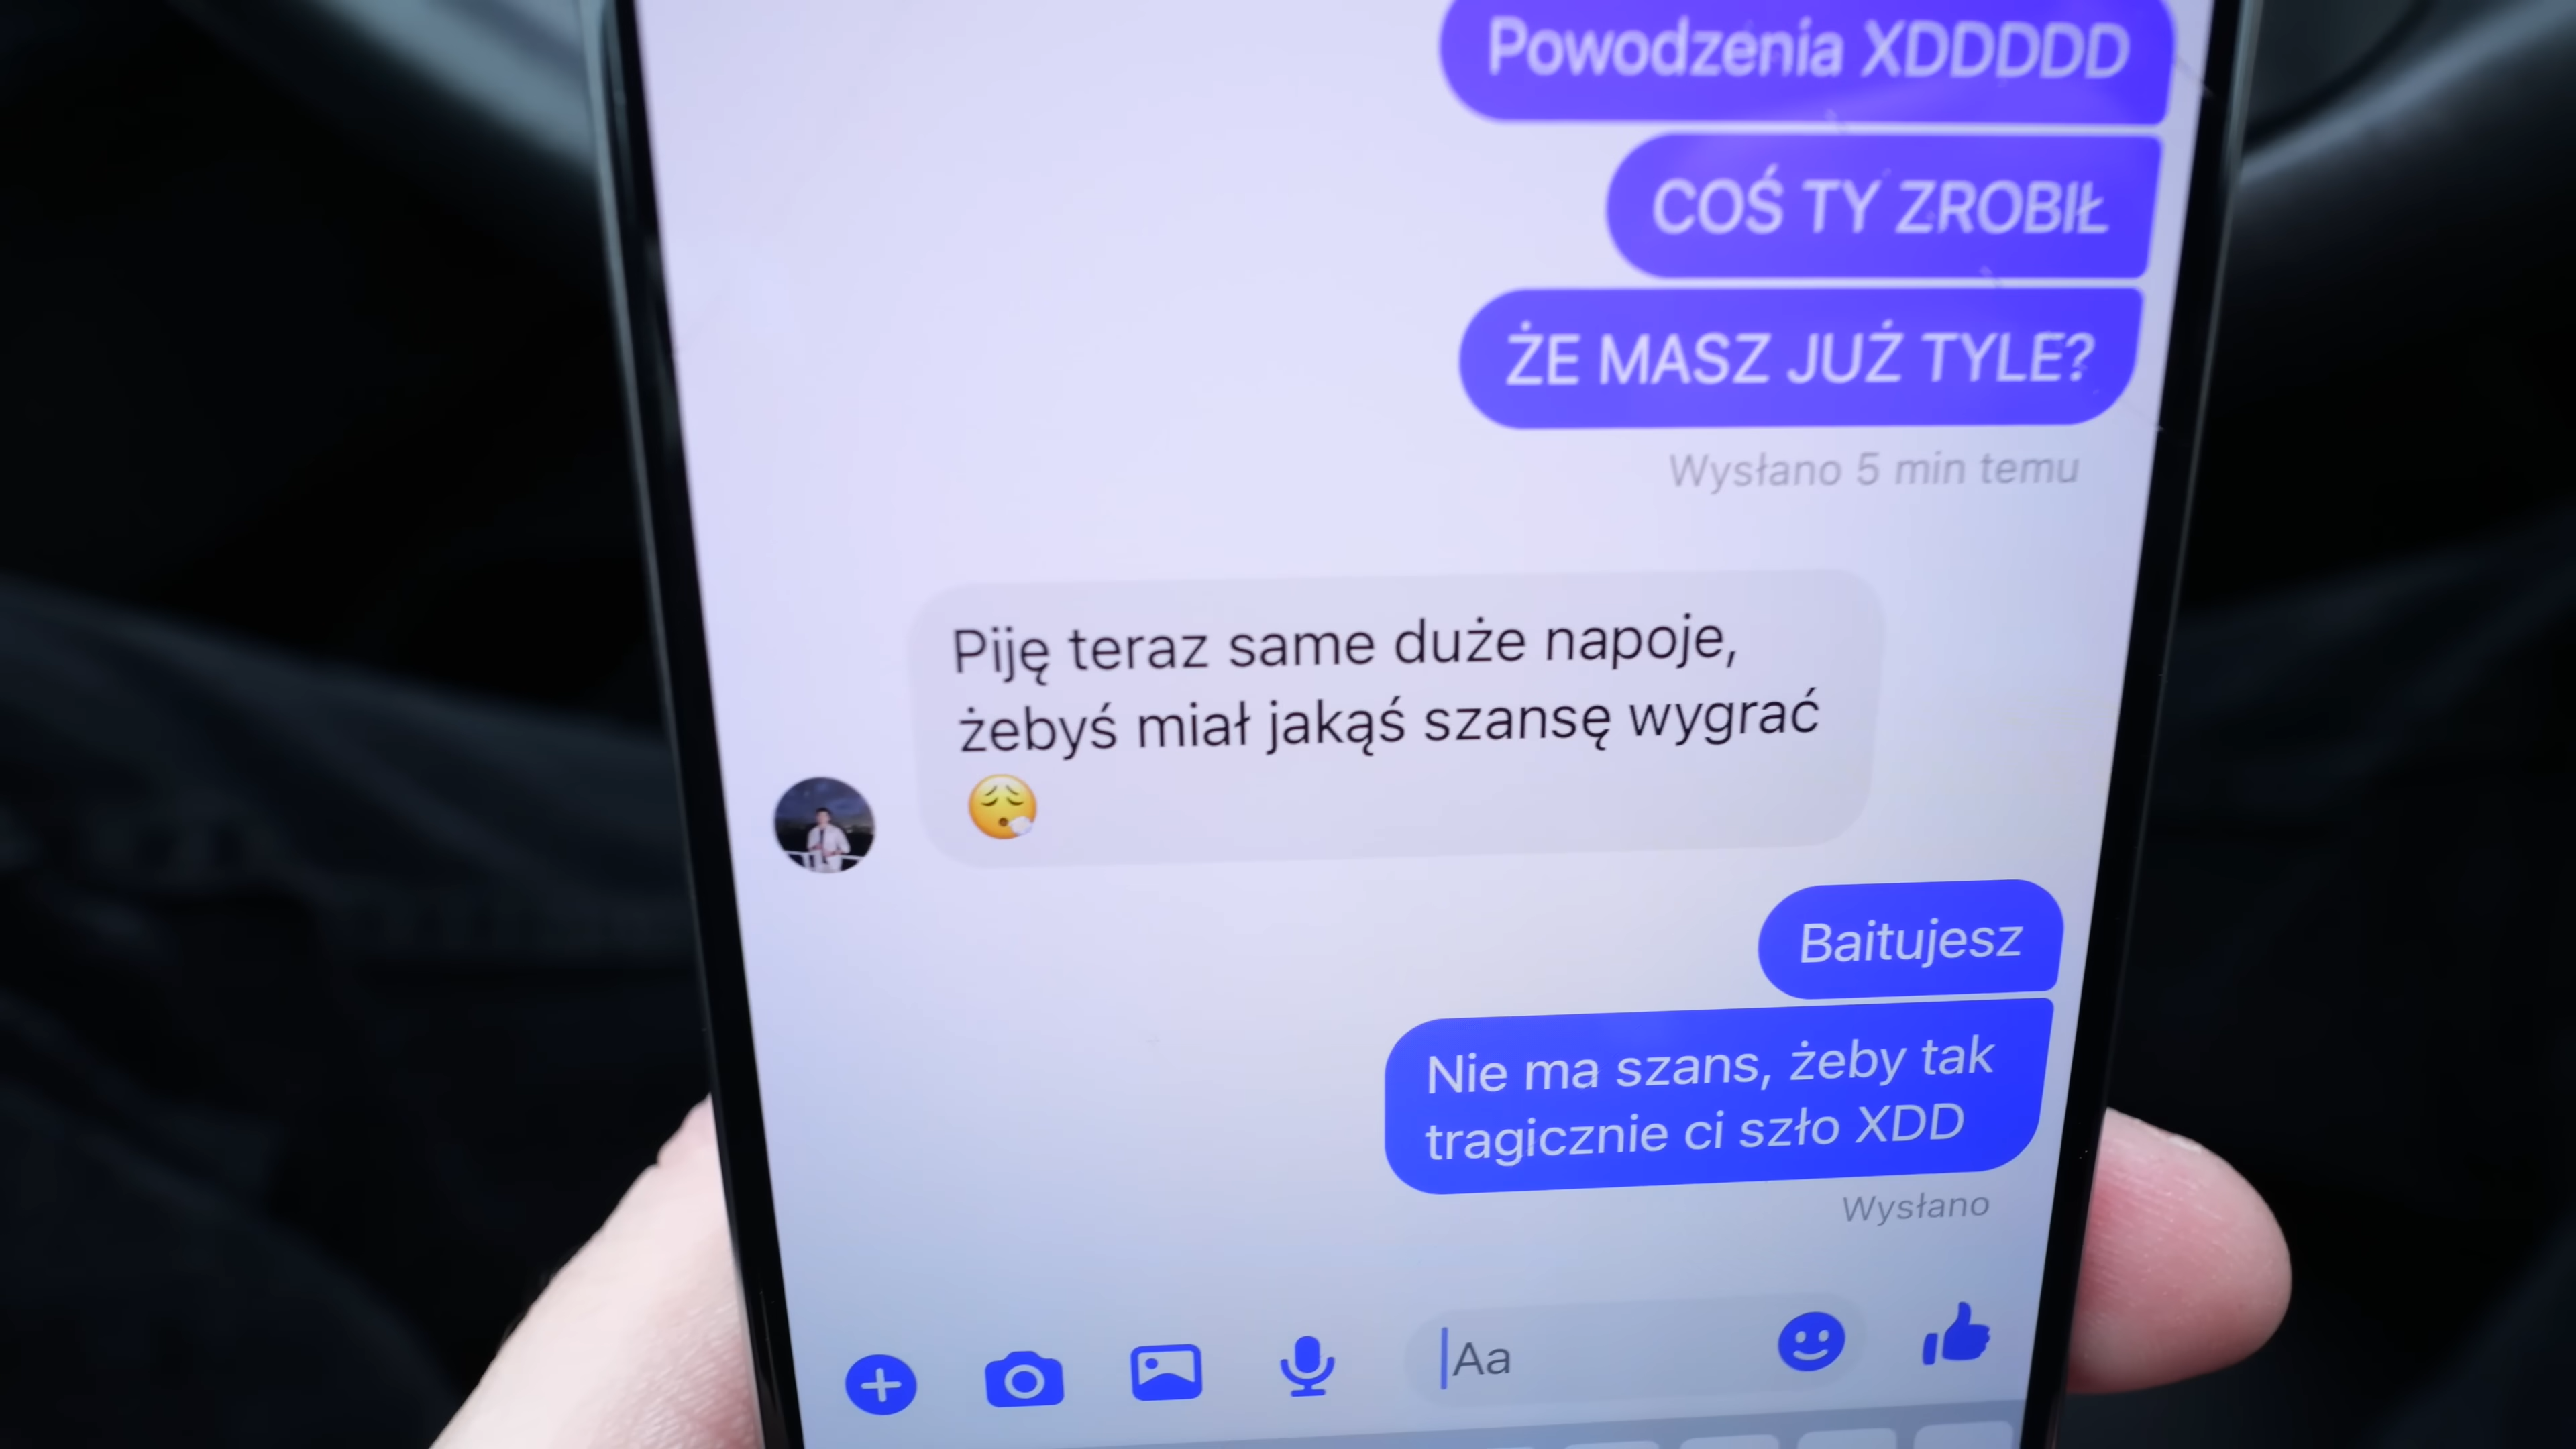 Powodzenia XDDDDD
COŚ TY ZROBIŁ
ŻE MASZ JUŻ TYLE?
Wysłano 5 min temu
Piję teraz same duże napoje,
żebyś miał jakąś szansę wygrać
😮‍💨
Baitujesz
Nie ma szans, żeby tak
tragicznie ci szło XDD
Wysłano
Aa